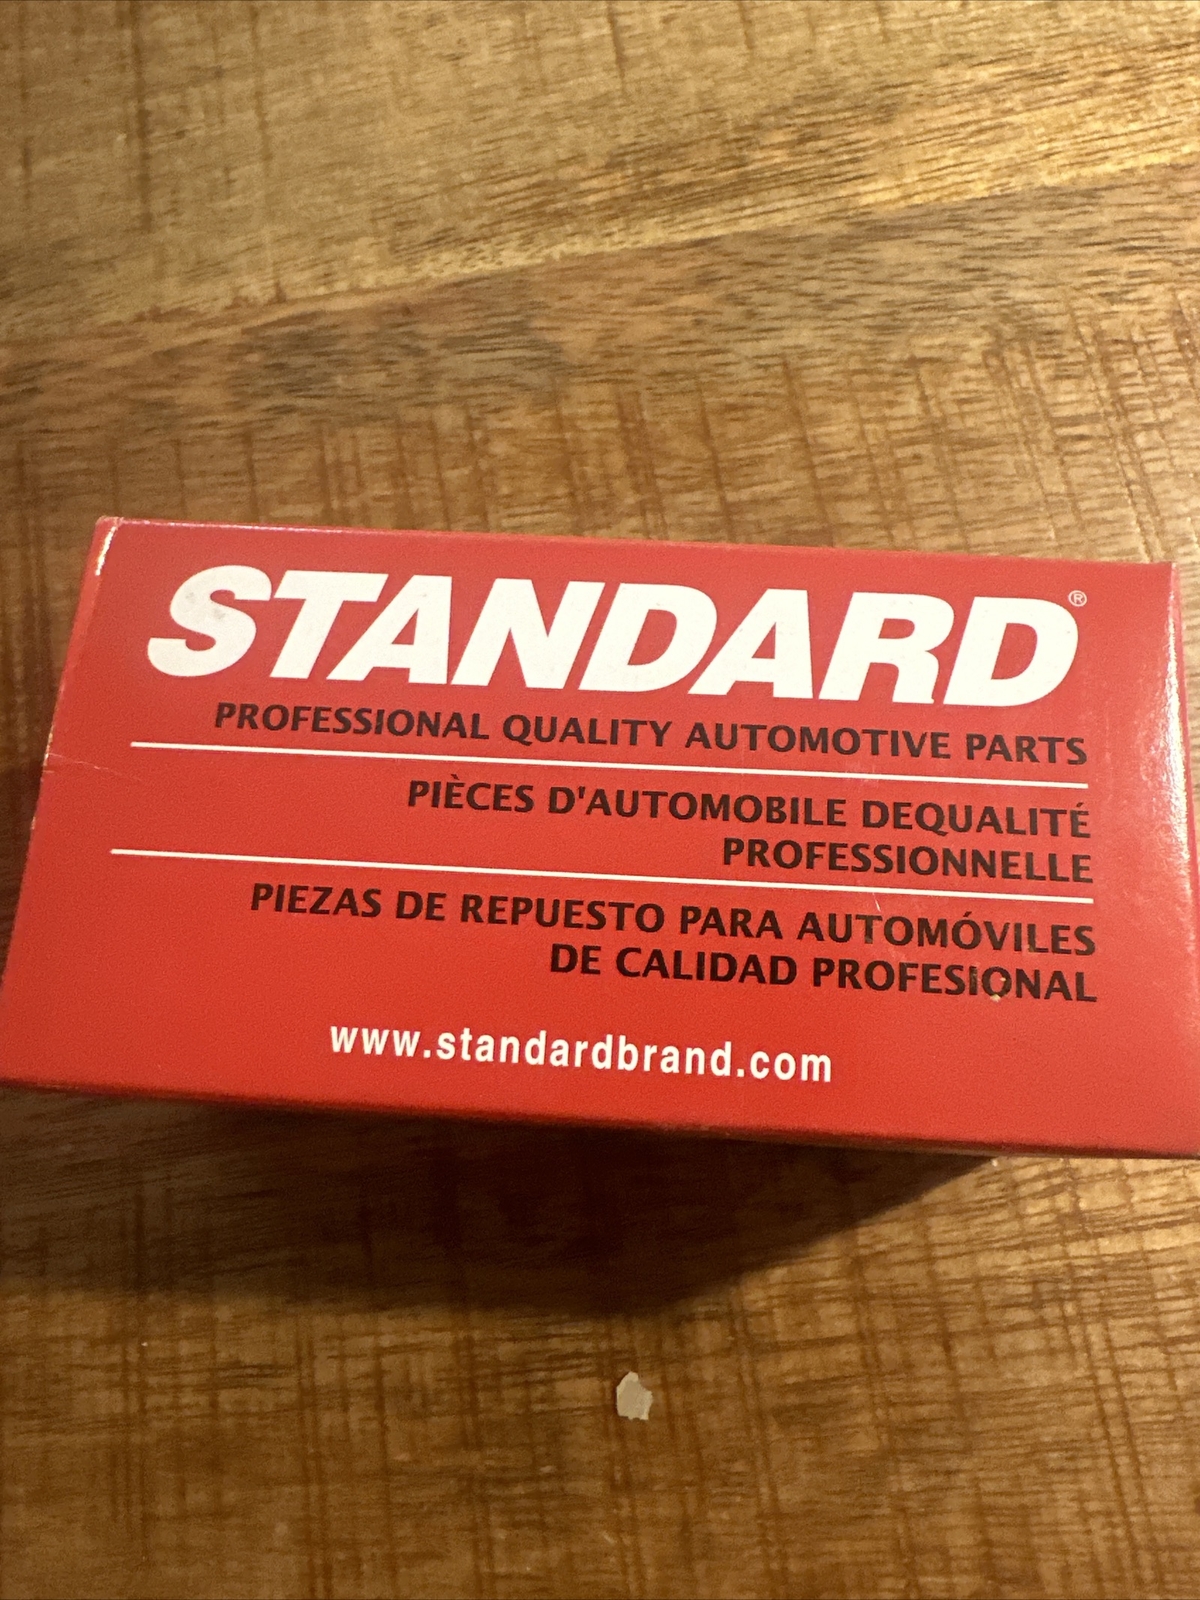 STANDARD®
PROFESSIONAL QUALITY AUTOMOTIVE PARTS
PIÈCES D'AUTOMOBILE DEQUALITÉ
PROFESSIONNELLE
PIEZAS DE REPUESTO PARA AUTOMÓVILES
DE CALIDAD PROFESIONAL
www.standardbrand.com